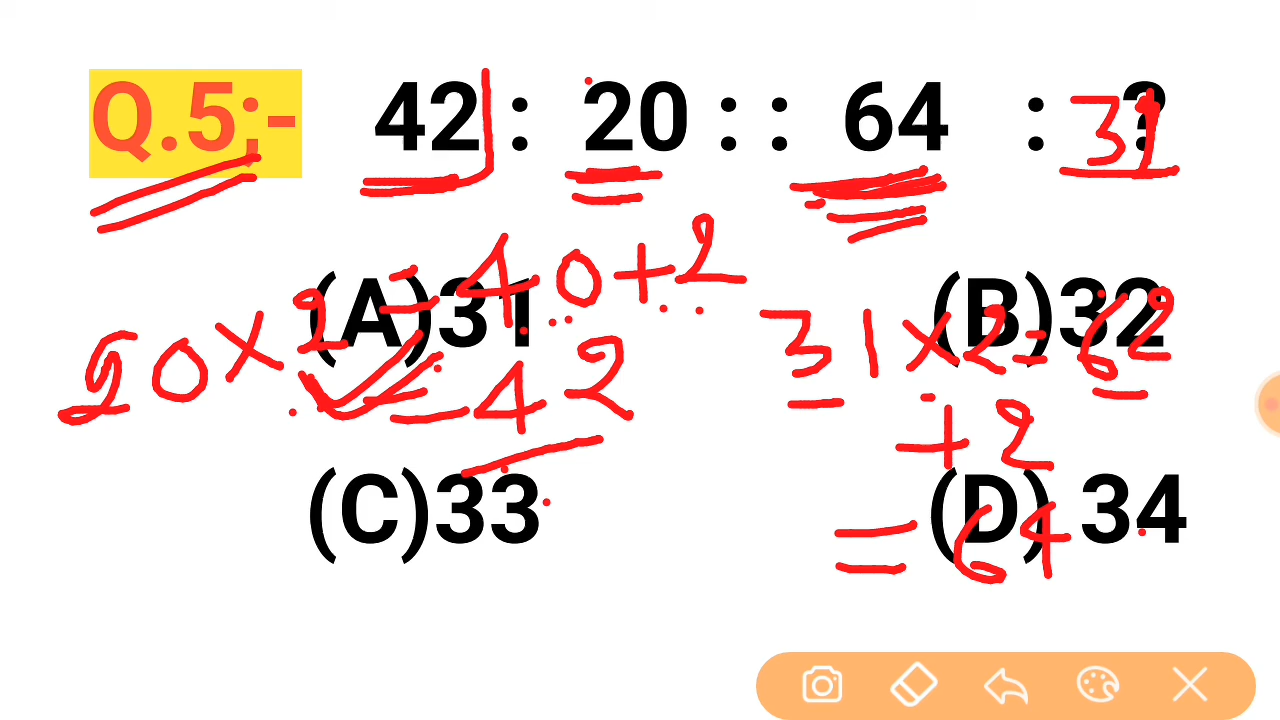 Q.5;- 42 : 20 : : 64 : ? 31
(A)31 (B)32
20×2=40+2
=42
31×2=62
+2
=64
(C)33 (D) 34